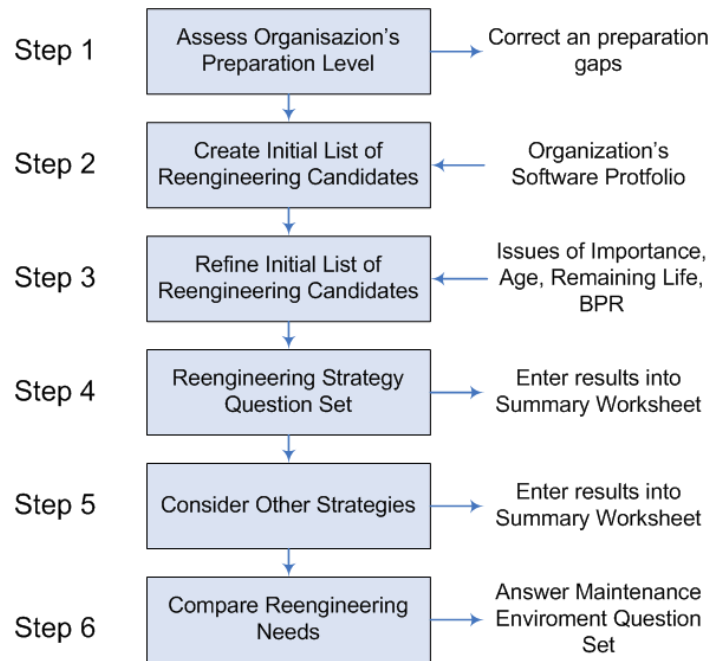 Step 1
Assess Organisazion's
Preparation Level
Correct an preparation
gaps
Step 2
Create Initial List of
Reengineering Candidates
Organization's
Software Protfolio
Step 3
Refine Initial List of
Reengineering Candidates
Issues of Importance,
Age, Remaining Life,
BPR
Step 4
Reengineering Strategy
Question Set
Enter results into
Summary Worksheet
Step 5
Consider Other Strategies
Enter results into
Summary Worksheet
Step 6
Compare Reengineering
Needs
Answer Maintenance
Enviroment Question
Set